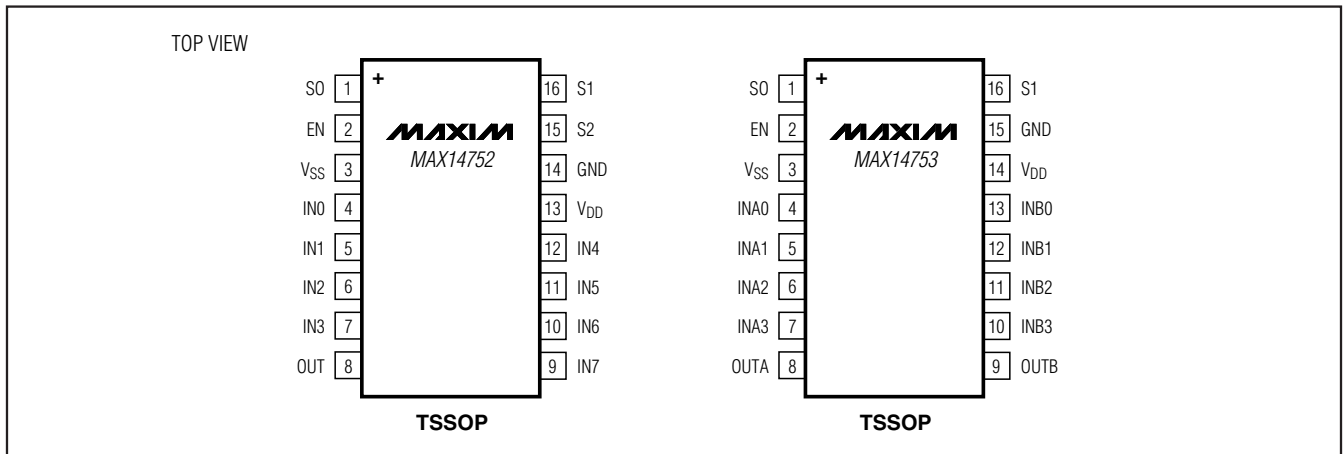 TOP VIEW
+
MAXIM
MAX14752
S0 1
EN 2
VSS 3
IN0 4
IN1 5
IN2 6
IN3 7
OUT 8
16 S1
15 S2
14 GND
13 VDD
12 IN4
11 IN5
10 IN6
9 IN7
TSSOP
+
MAXIM
MAX14753
S0 1
EN 2
VSS 3
INA0 4
INA1 5
INA2 6
INA3 7
OUTA 8
16 S1
15 GND
14 VDD
13 INB0
12 INB1
11 INB2
10 INB3
9 OUTB
TSSOP